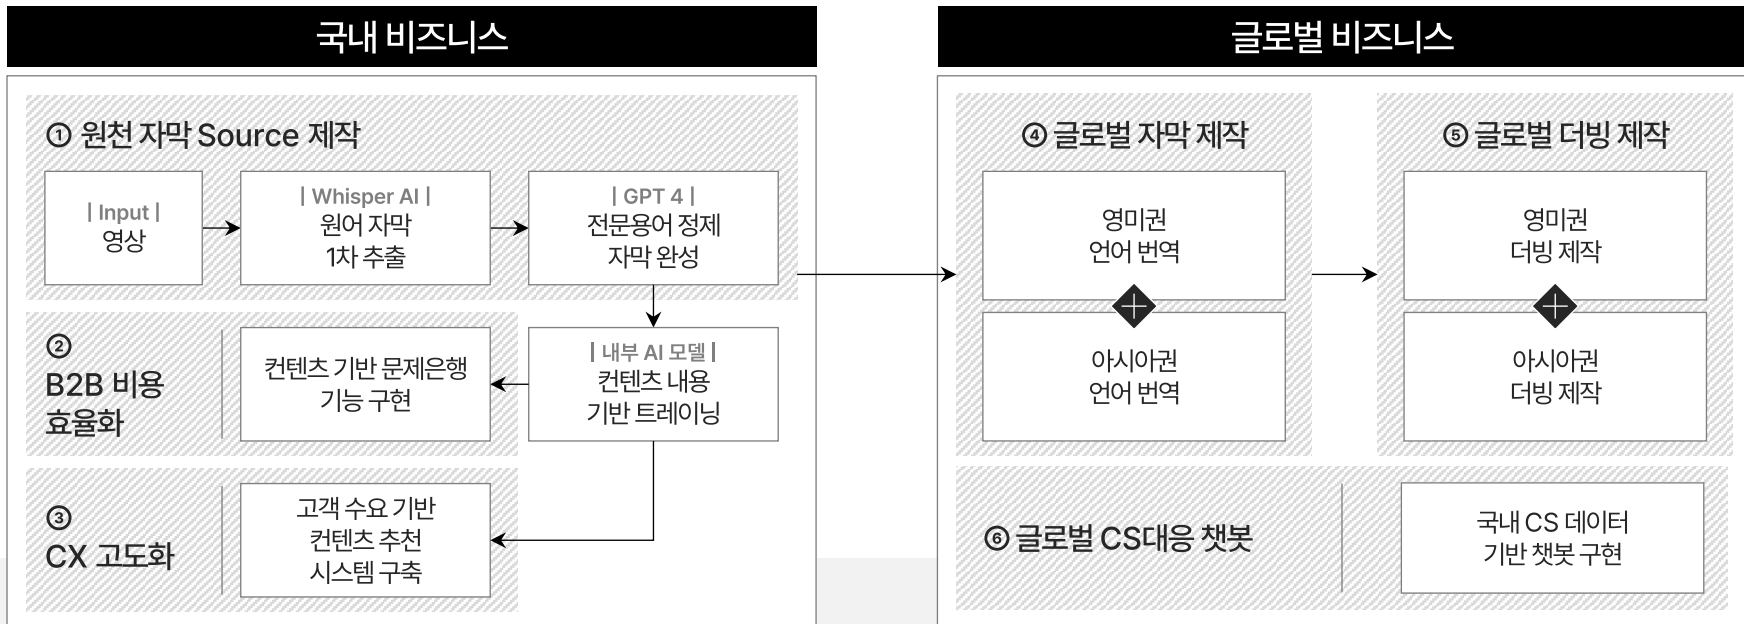 국내 비즈니스
① 원천 자막 Source 제작
| Input |
영상
| Whisper AI |
원어 자막
1차 추출
| GPT 4 |
전문용어 정제
자막 완성
②
B2B 비용
효율화
컨텐츠 기반 문제은행
기능 구현
| 내부 AI 모델 |
컨텐츠 내용
기반 트레이닝
③
CX 고도화
고객 수요 기반
컨텐츠 추천
시스템 구축
글로벌 비즈니스
④ 글로벌 자막 제작
영미권
언어 번역
아시아권
언어 번역
⑤ 글로벌 더빙 제작
영미권
더빙 제작
아시아권
더빙 제작
⑥ 글로벌 CS대응 챗봇
국내 CS 데이터
기반 챗봇 구현